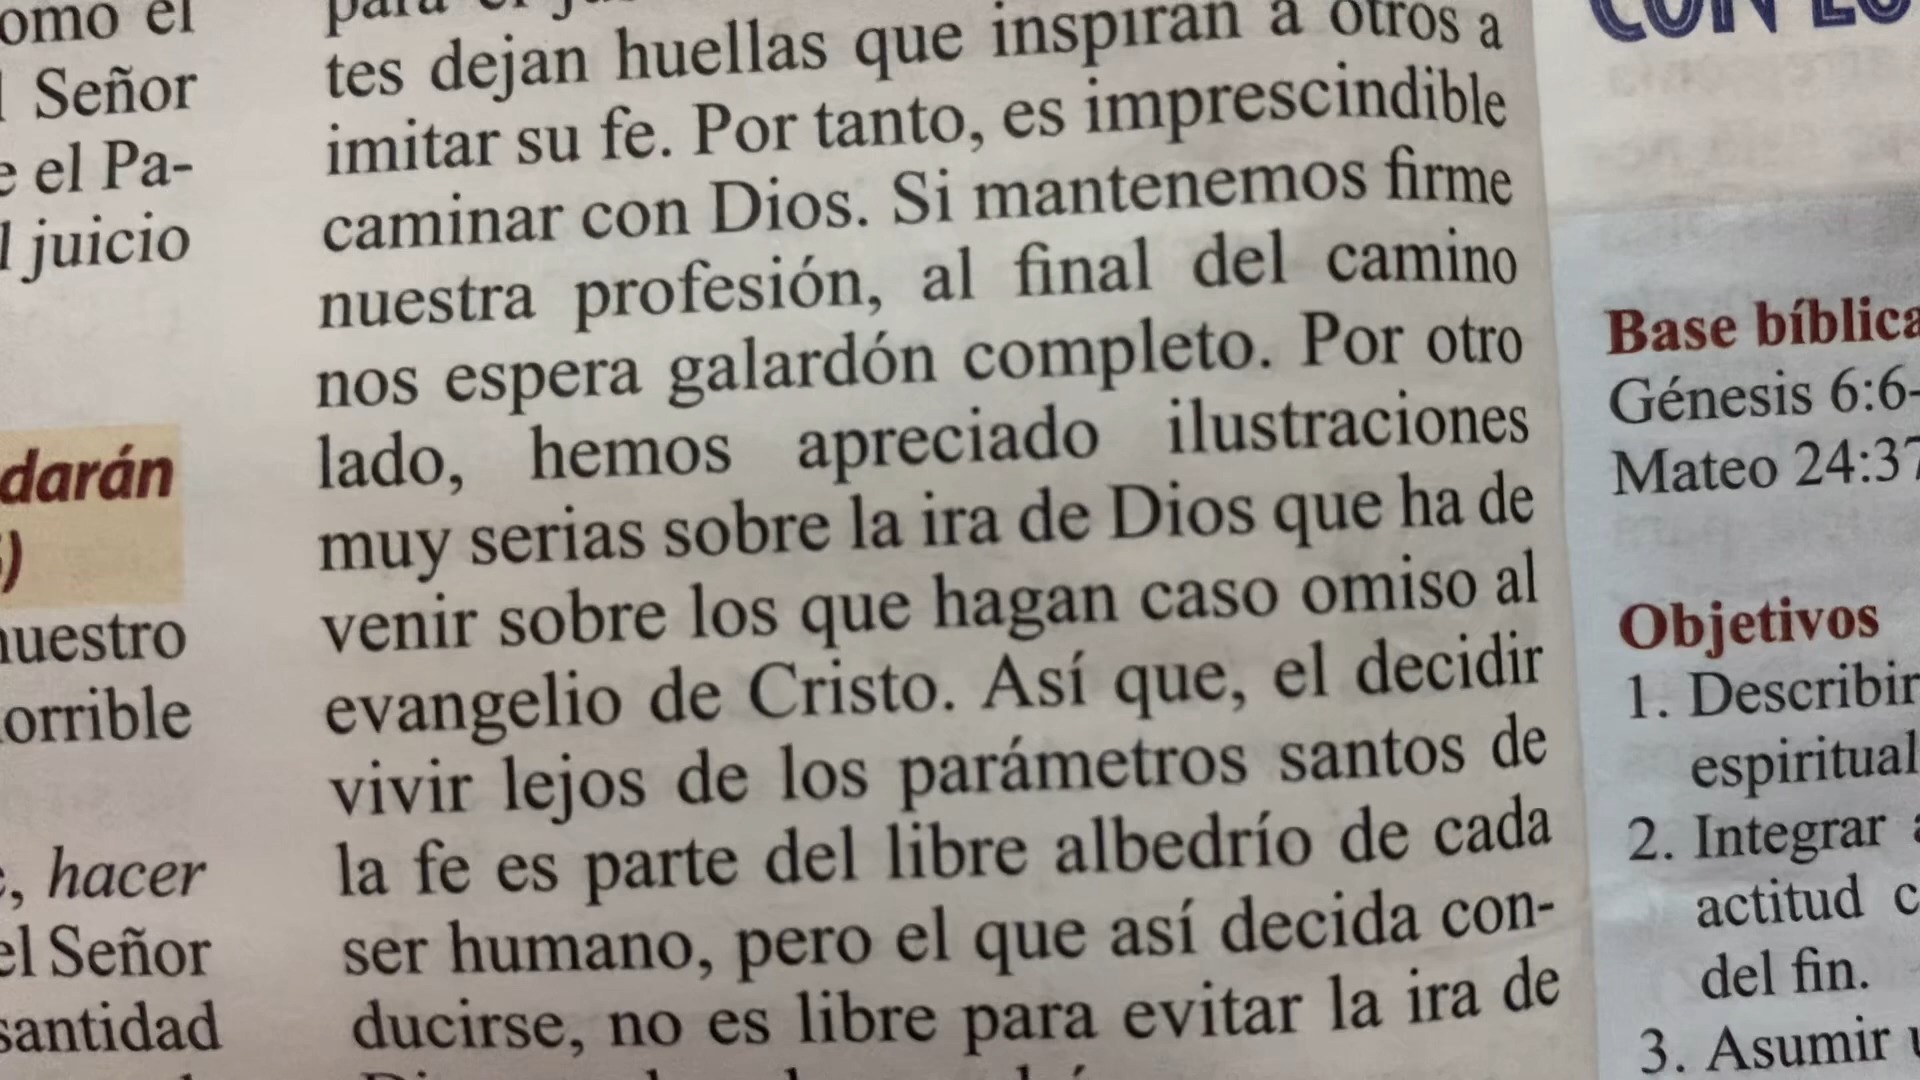 omo el
Señor
el Pa-
juicio
darán
nuestro
orrible
hacer
el Señor
santidad
tes dejan huellas que inspiran a otros a
imitar su fe. Por tanto, es imprescindible
caminar con Dios. Si mantenemos firme
nuestra profesión, al final del camino
nos espera galardón completo. Por otro
lado, hemos apreciado ilustraciones
muy serias sobre la ira de Dios que ha de
venir sobre los que hagan caso omiso al
evangelio de Cristo. Así que, el decidir
vivir lejos de los parámetros santos de
la fe es parte del libre albedrío de cada
ser humano, pero el que así decida con-
ducirse, no es libre para evitar la ira de
CON
Base bíblica
Génesis 6:6-
Mateo 24:37
Objetivos
1. Describir
espiritual
2. Integrar
actitud
del fin.
3. Asumir